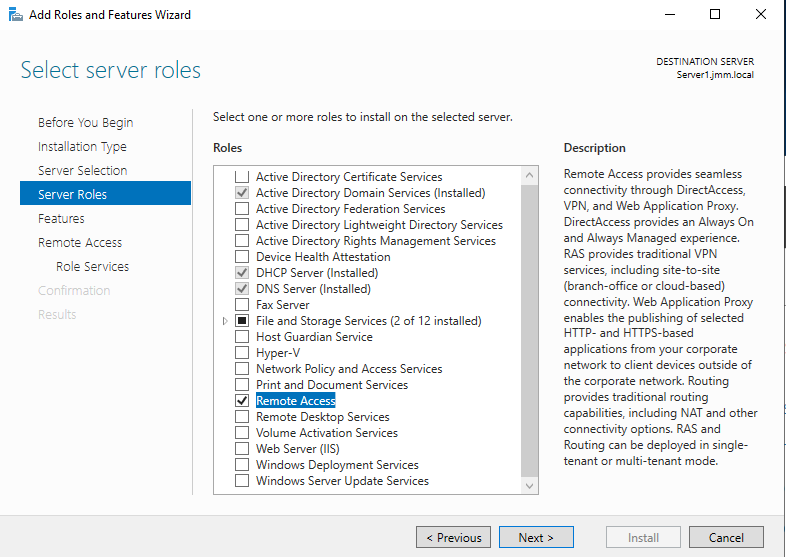 Add Roles and Features Wizard
Select server roles
DESTINATION SERVER
Server1.jmm.local
Before You Begin
Installation Type
Server Selection
Server Roles
Features
Remote Access
Role Services
Confirmation
Results
Select one or more roles to install on the selected server.
Roles
Active Directory Certificate Services
Active Directory Domain Services (Installed)
Active Directory Federation Services
Active Directory Lightweight Directory Services
Active Directory Rights Management Services
Device Health Attestation
DHCP Server (Installed)
DNS Server (Installed)
Fax Server
File and Storage Services (2 of 12 installed)
Host Guardian Service
Hyper-V
Network Policy and Access Services
Print and Document Services
Remote Access
Remote Desktop Services
Volume Activation Services
Web Server (IIS)
Windows Deployment Services
Windows Server Update Services
Description
Remote Access provides seamless
connectivity through DirectAccess,
VPN, and Web Application Proxy.
DirectAccess provides an Always On
and Always Managed experience.
RAS provides traditional VPN
services, including site-to-site
(branch-office or cloud-based)
connectivity. Web Application Proxy
enables the publishing of selected
HTTP- and HTTPS-based
applications from your corporate
network to client devices outside of
the corporate network. Routing
provides traditional routing
capabilities, including NAT and other
connectivity options. RAS and
Routing can be deployed in single-
tenant or multi-tenant mode.
< Previous
Next >
Install
Cancel